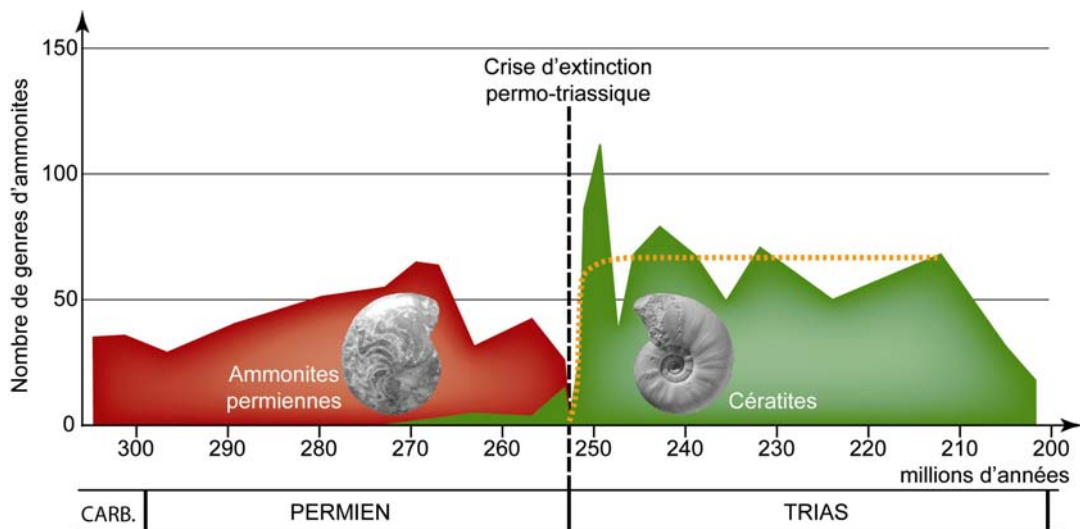 Nombre de genres d'ammonites
150
100
50
0
Crise d'extinction
permo-triassique
Ammonites
permiennes
Cératites
300 290 280 270 260 250 240 230 220 210 200
millions d'années
CARB. PERMIEN TRIAS